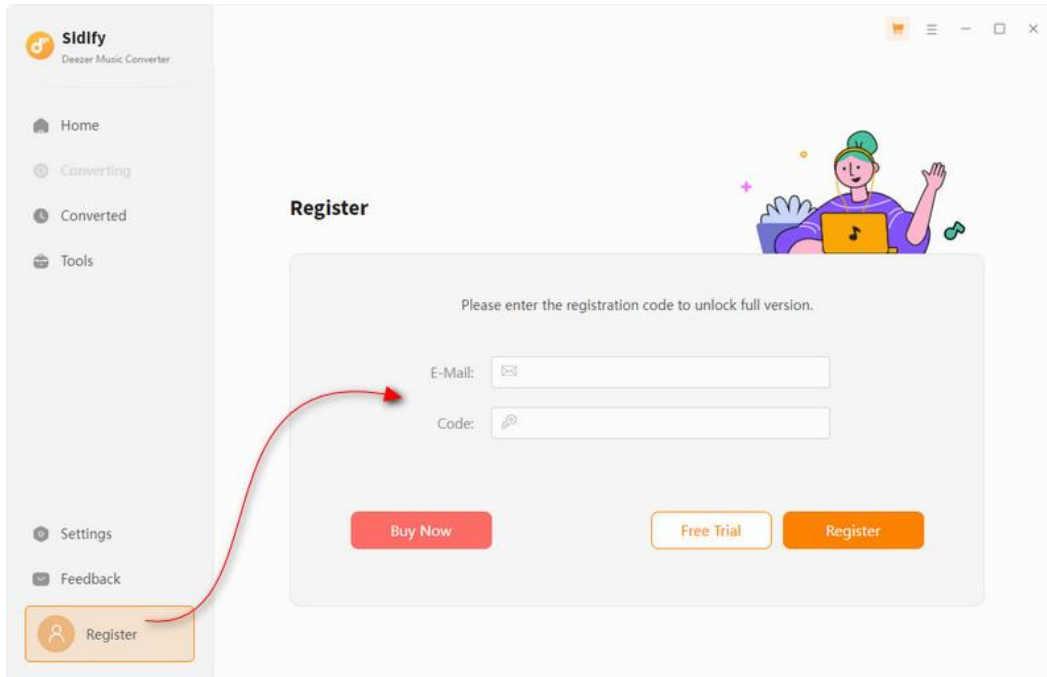 Sidify
Deezer Music Converter
Home
Converting
Converted
Tools
Settings
Feedback
Register
Register
Please enter the registration code to unlock full version.
E-Mail:
Code:
Buy Now
Free Trial
Register